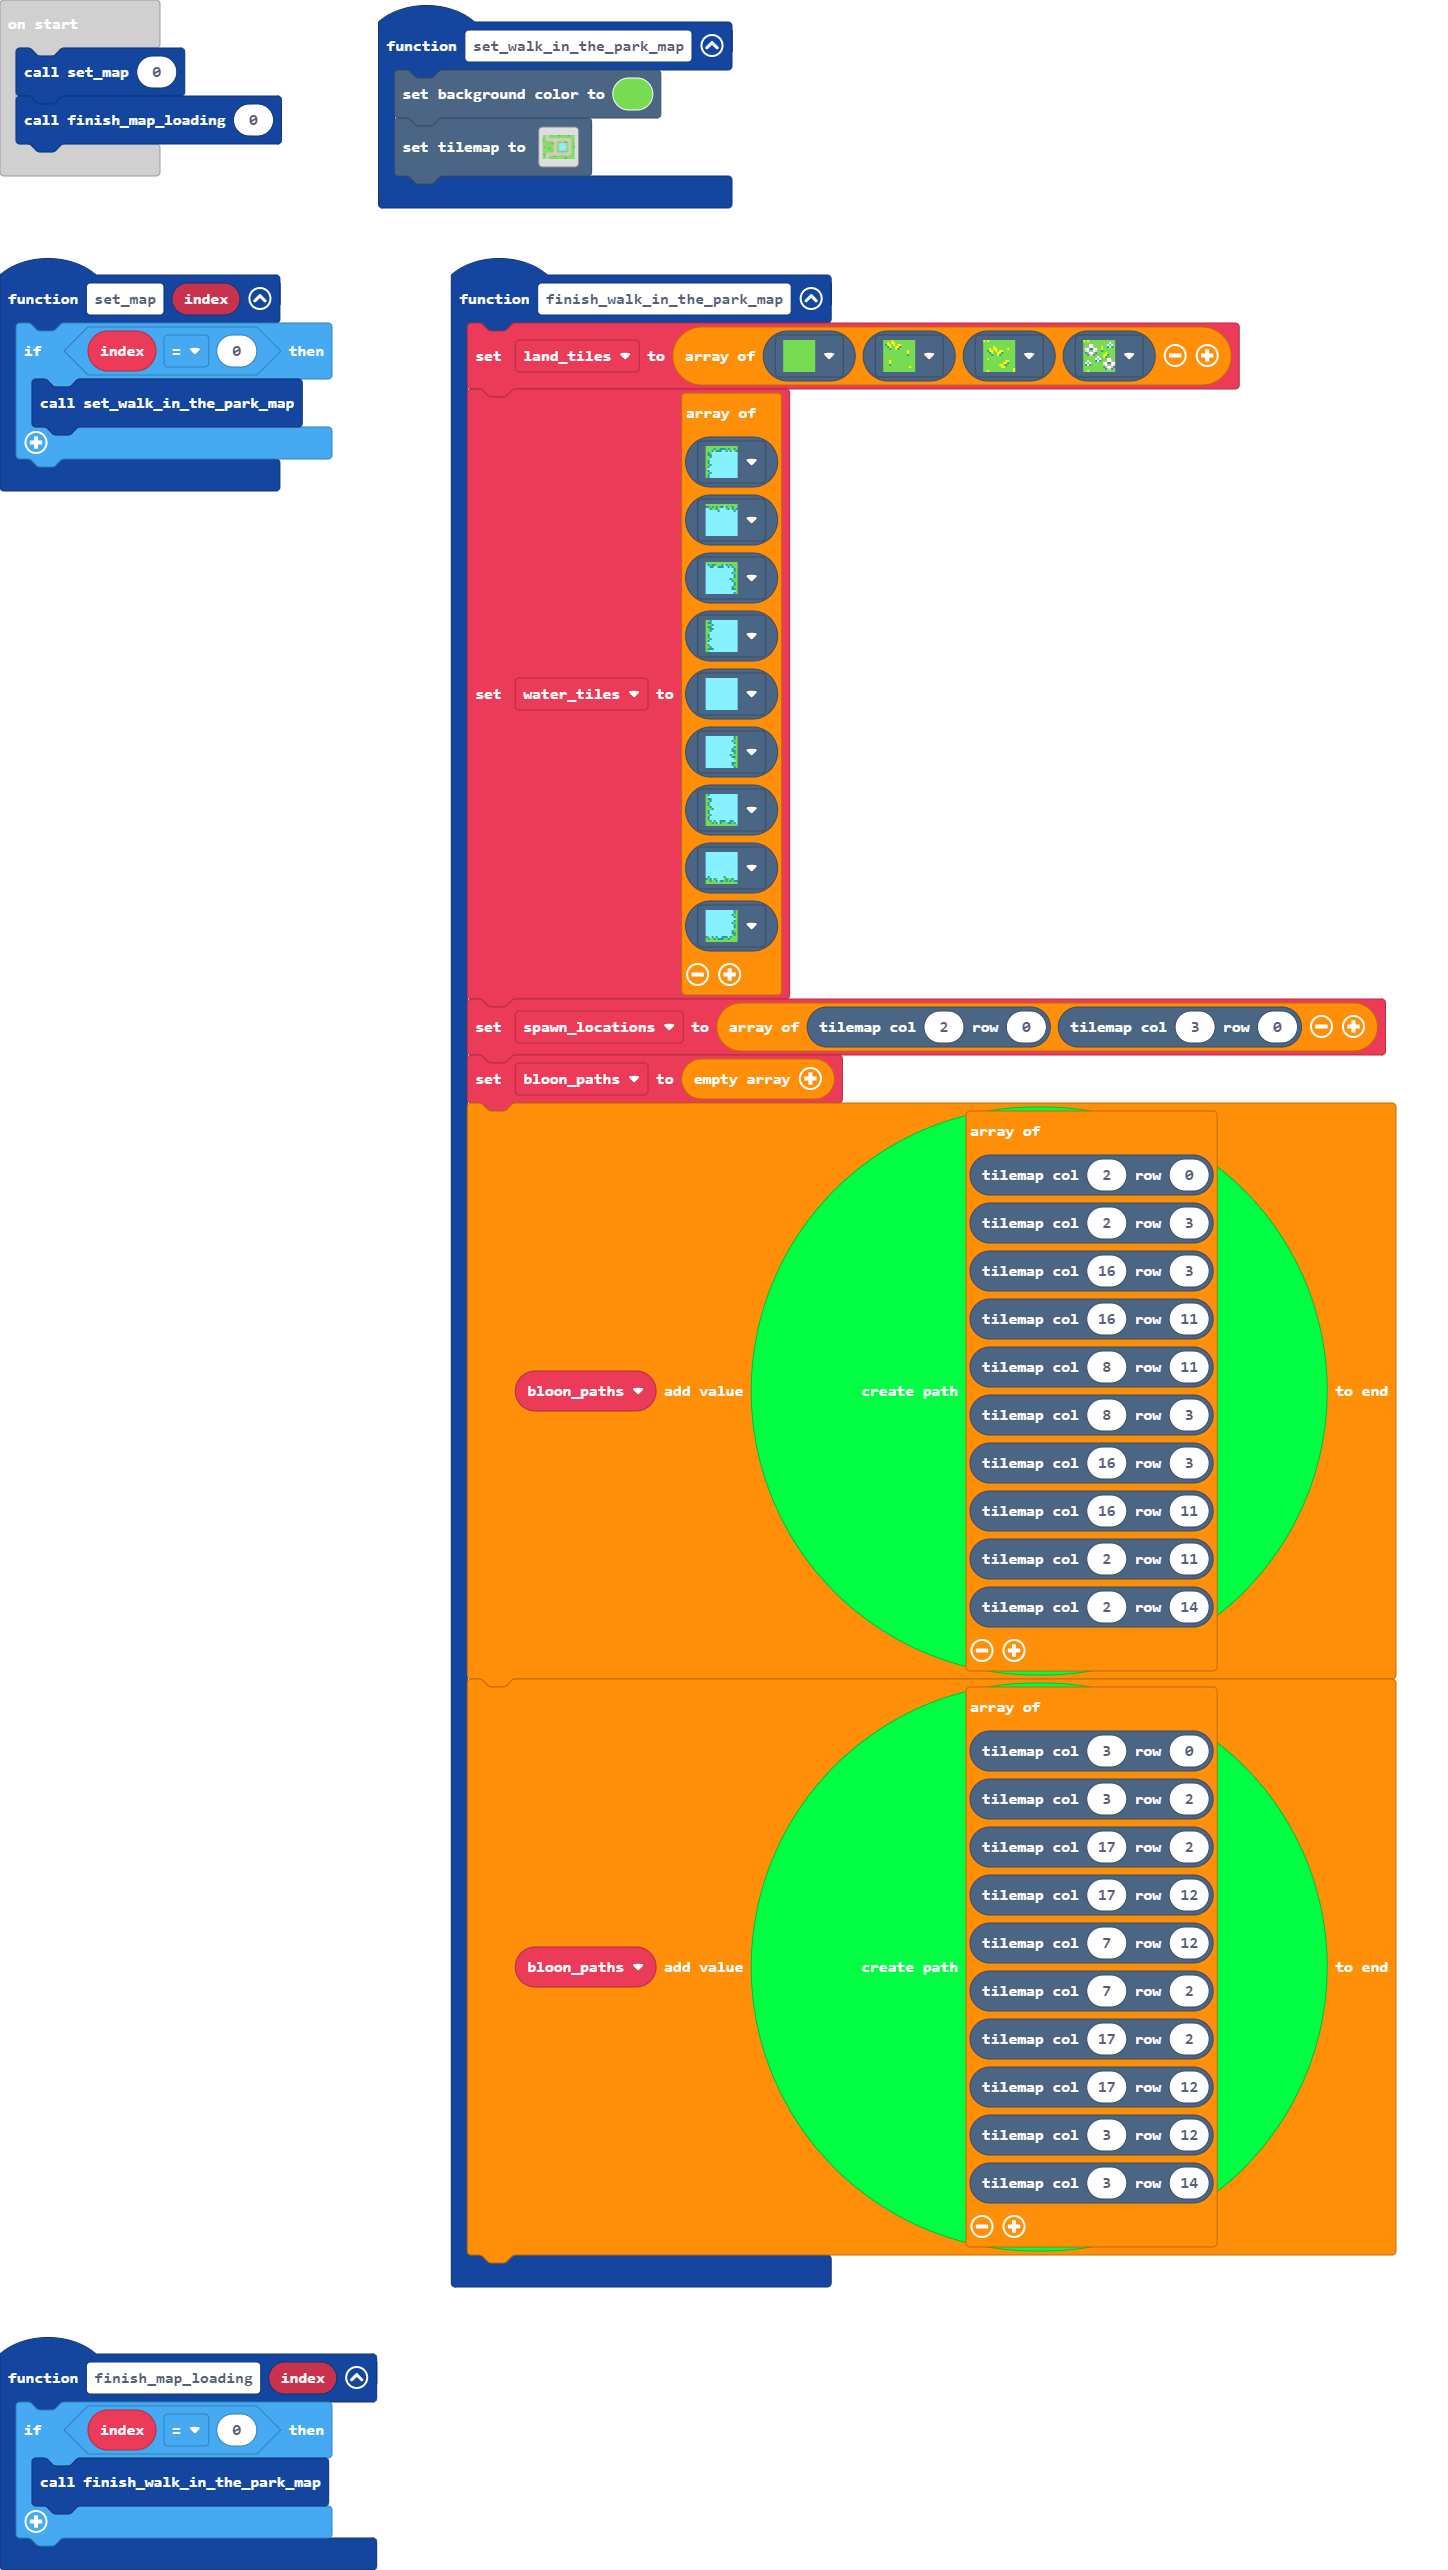 on start
call set_map 0
call finish_map_loading 0
function set_walk_in_the_park_map
set background color to
set tilemap to
function set_map index
if index = 0 then
call set_walk_in_the_park_map
function finish_walk_in_the_park_map
set land_tiles to array of
set water_tiles to array of
set spawn_locations to array of tilemap col 2 row 0 tilemap col 3 row 0
set bloon_paths to empty array
bloon_paths add value create path array of
tilemap col 2 row 0
tilemap col 2 row 3
tilemap col 16 row 3
tilemap col 16 row 11
tilemap col 8 row 11
tilemap col 8 row 3
tilemap col 16 row 3
tilemap col 16 row 11
tilemap col 2 row 11
tilemap col 2 row 14
to end
bloon_paths add value create path array of
tilemap col 3 row 0
tilemap col 3 row 2
tilemap col 17 row 2
tilemap col 17 row 12
tilemap col 7 row 12
tilemap col 7 row 2
tilemap col 17 row 2
tilemap col 17 row 12
tilemap col 3 row 12
tilemap col 3 row 14
to end
function finish_map_loading index
if index = 0 then
call finish_walk_in_the_park_map